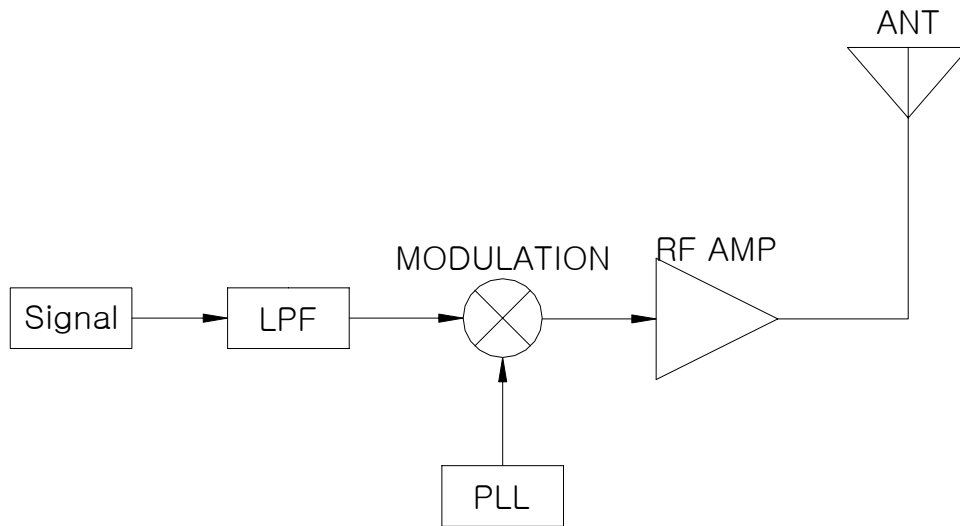 ANT
MODULATION
RF AMP
Signal
LPF
PLL